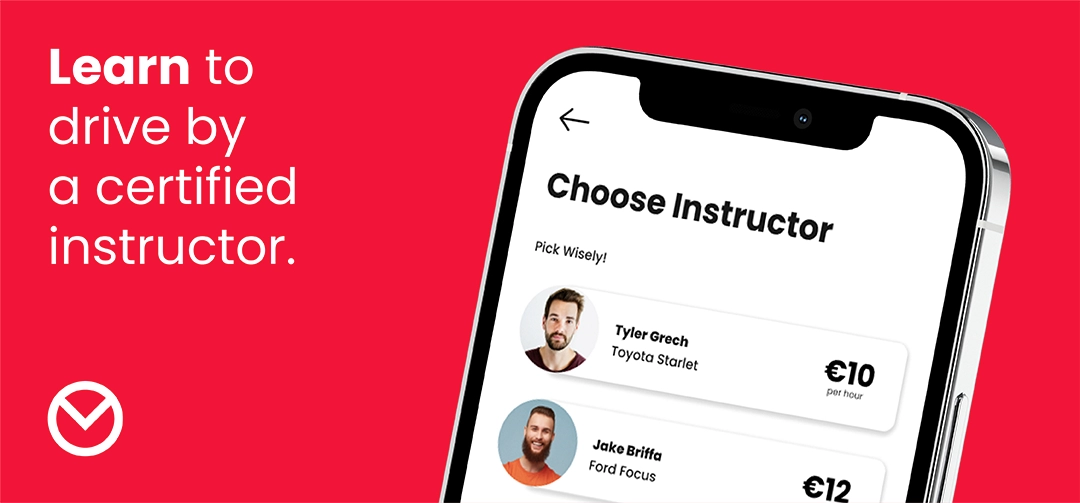 Learn to
drive by
a certified
instructor.
Choose Instructor
Pick Wisely!
Tyler Grech
Toyota Starlet
€10
per hour
Jake Briffa
Ford Focus
€12